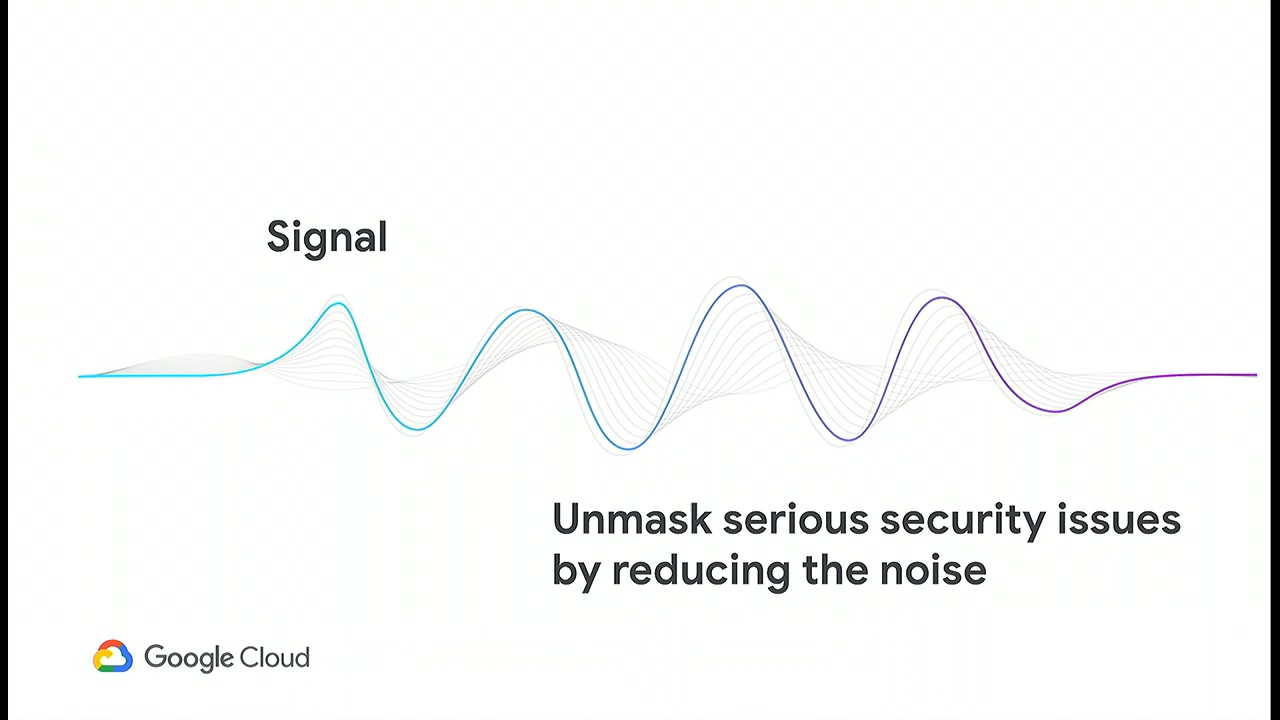 Signal
Unmask serious security issues
by reducing the noise
Google Cloud